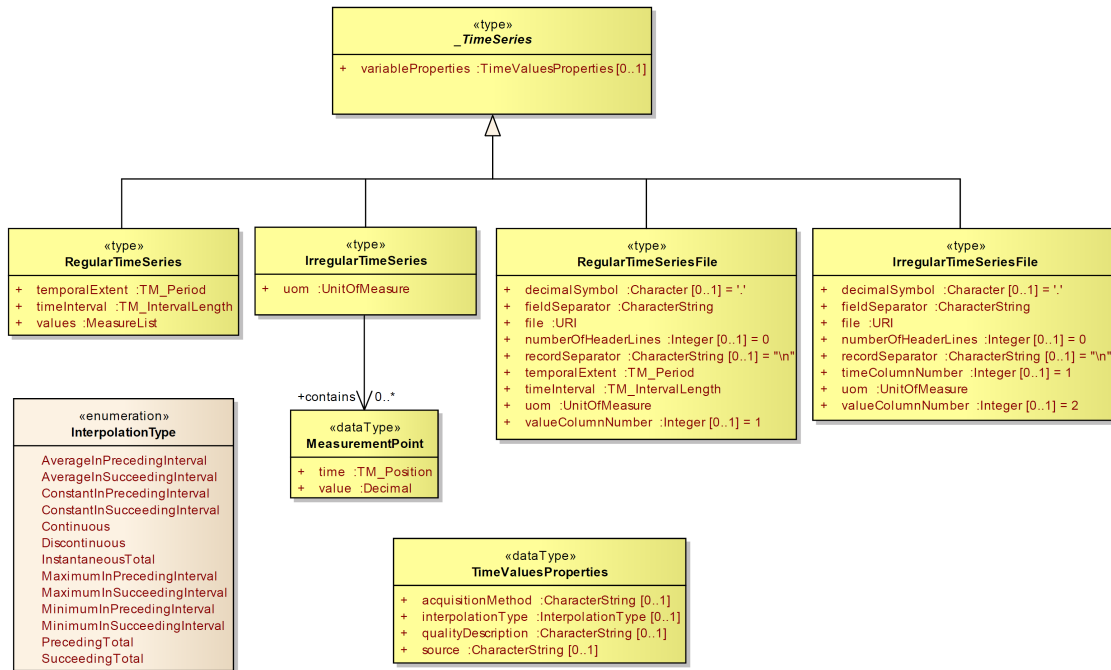 «type»
_TimeSeries
+ variableProperties :TimeValuesProperties [0..1]
«type»
RegularTimeSeries
+ temporalExtent :TM_Period
+ timeInterval :TM_IntervalLength
+ values :MeasureList
«type»
IrregularTimeSeries
+ uom :UnitOfMeasure
«type»
RegularTimeSeriesFile
+ decimalSymbol :Character [0..1] = '.'
+ fieldSeparator :CharacterString
+ file :URI
+ numberOfHeaderLines :Integer [0..1] = 0
+ recordSeparator :CharacterString [0..1] = "\n"
+ temporalExtent :TM_Period
+ timeInterval :TM_IntervalLength
+ uom :UnitOfMeasure
+ valueColumnNumber :Integer [0..1] = 1
«type»
IrregularTimeSeriesFile
+ decimalSymbol :Character [0..1] = '.'
+ fieldSeparator :CharacterString
+ file :URI
+ numberOfHeaderLines :Integer [0..1] = 0
+ recordSeparator :CharacterString [0..1] = "\n"
+ timeColumnNumber :Integer [0..1] = 1
+ uom :UnitOfMeasure
+ valueColumnNumber :Integer [0..1] = 2
+contains 0..*
«dataType»
MeasurementPoint
+ time :TM_Position
+ value :Decimal
«enumeration»
InterpolationType
AverageInPrecedingInterval
AverageInSucceedingInterval
ConstantInPrecedingInterval
ConstantInSucceedingInterval
Continuous
Discontinuous
InstantaneousTotal
MaximumInPrecedingInterval
MaximumInSucceedingInterval
MinimumInPrecedingInterval
MinimumInSucceedingInterval
PrecedingTotal
SucceedingTotal
«dataType»
TimeValuesProperties
+ acquisitionMethod :CharacterString [0..1]
+ interpolationType :InterpolationType [0..1]
+ qualityDescription :CharacterString [0..1]
+ source :CharacterString [0..1]